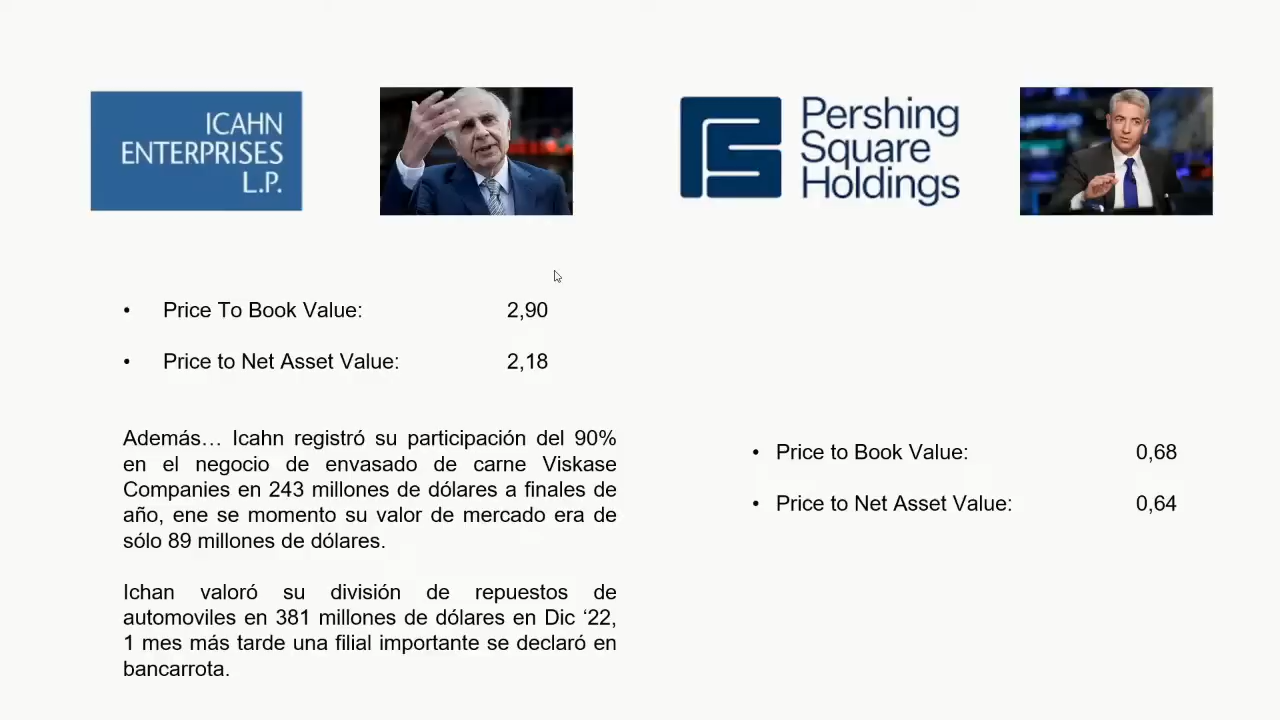 ICAHN
ENTERPRISES
L.P.
Pershing
Square
Holdings
• Price To Book Value: 2,90
• Price to Net Asset Value: 2,18
Además… Icahn registró su participación del 90%
en el negocio de envasado de carne Viskase
Companies en 243 millones de dólares a finales de
año, ene se momento su valor de mercado era de
sólo 89 millones de dólares.
Ichan valoró su división de repuestos de
automoviles en 381 millones de dólares en Dic ‘22,
1 mes más tarde una filial importante se declaró en
bancarrota.
• Price to Book Value: 0,68
• Price to Net Asset Value: 0,64